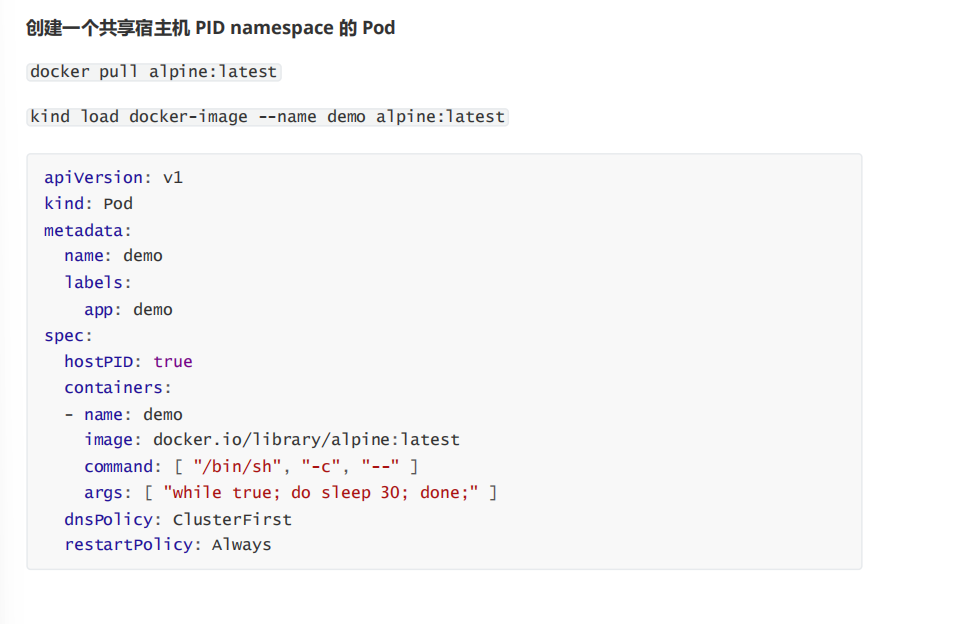 创建一个共享宿主机 PID namespace 的 Pod
docker pull alpine:latest
kind load docker-image --name demo alpine:latest
apiVersion: v1
kind: Pod
metadata:
  name: demo
  labels:
    app: demo
spec:
  hostPID: true
  containers:
  - name: demo
    image: docker.io/library/alpine:latest
    command: [ "/bin/sh", "-c", "--" ]
    args: [ "while true; do sleep 30; done;" ]
  dnsPolicy: ClusterFirst
  restartPolicy: Always